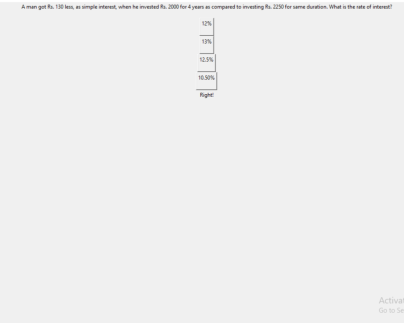 A man got Rs. 130 less, as simple interest, when he invested Rs. 2000 for 4 years as compared to investing Rs. 2250 for same duration. What is the rate of interest?
12%
13%
12.5%
10.50%
Right!
Activat
Go to Se